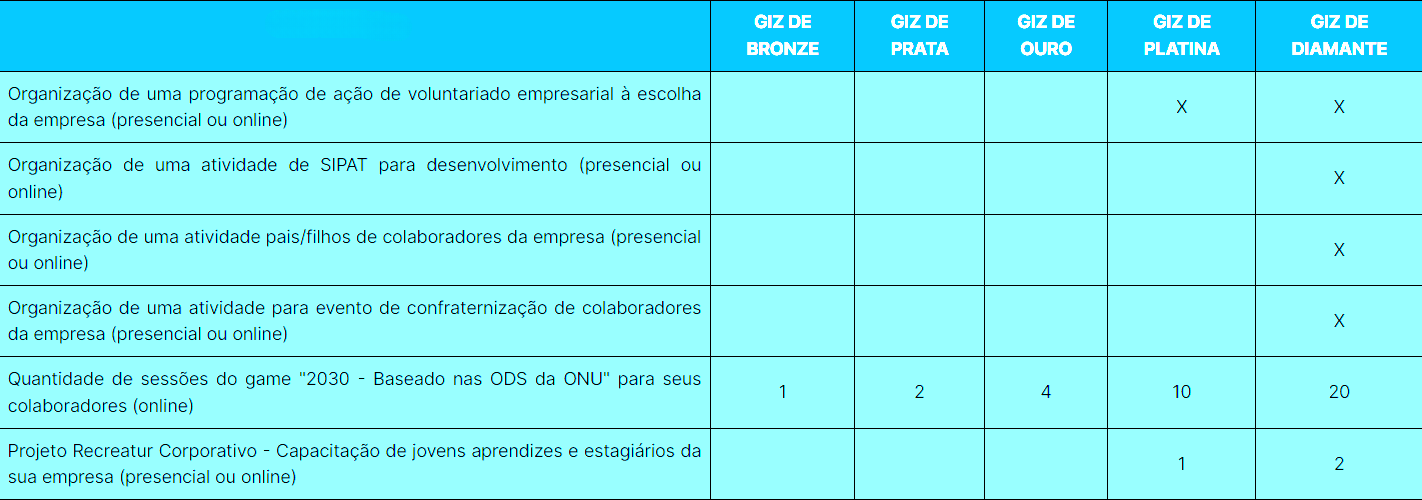 GIZ DE BRONZE GIZ DE PRATA GIZ DE OURO GIZ DE PLATINA GIZ DE DIAMANTE
Organização de uma programação de ação de voluntariado empresarial à escolha
da empresa (presencial ou online) X X
Organização de uma atividade de SIPAT para desenvolvimento (presencial ou
online) X
Organização de uma atividade pais/filhos de colaboradores da empresa (presencial
ou online) X
Organização de uma atividade para evento de confraternização de colaboradores
da empresa (presencial ou online) X
Quantidade de sessões do game "2030 - Baseado nas ODS da ONU" para seus
colaboradores (online) 1 2 4 10 20
Projeto Recreatur Corporativo - Capacitação de jovens aprendizes e estagiários da
sua empresa (presencial ou online) 1 2